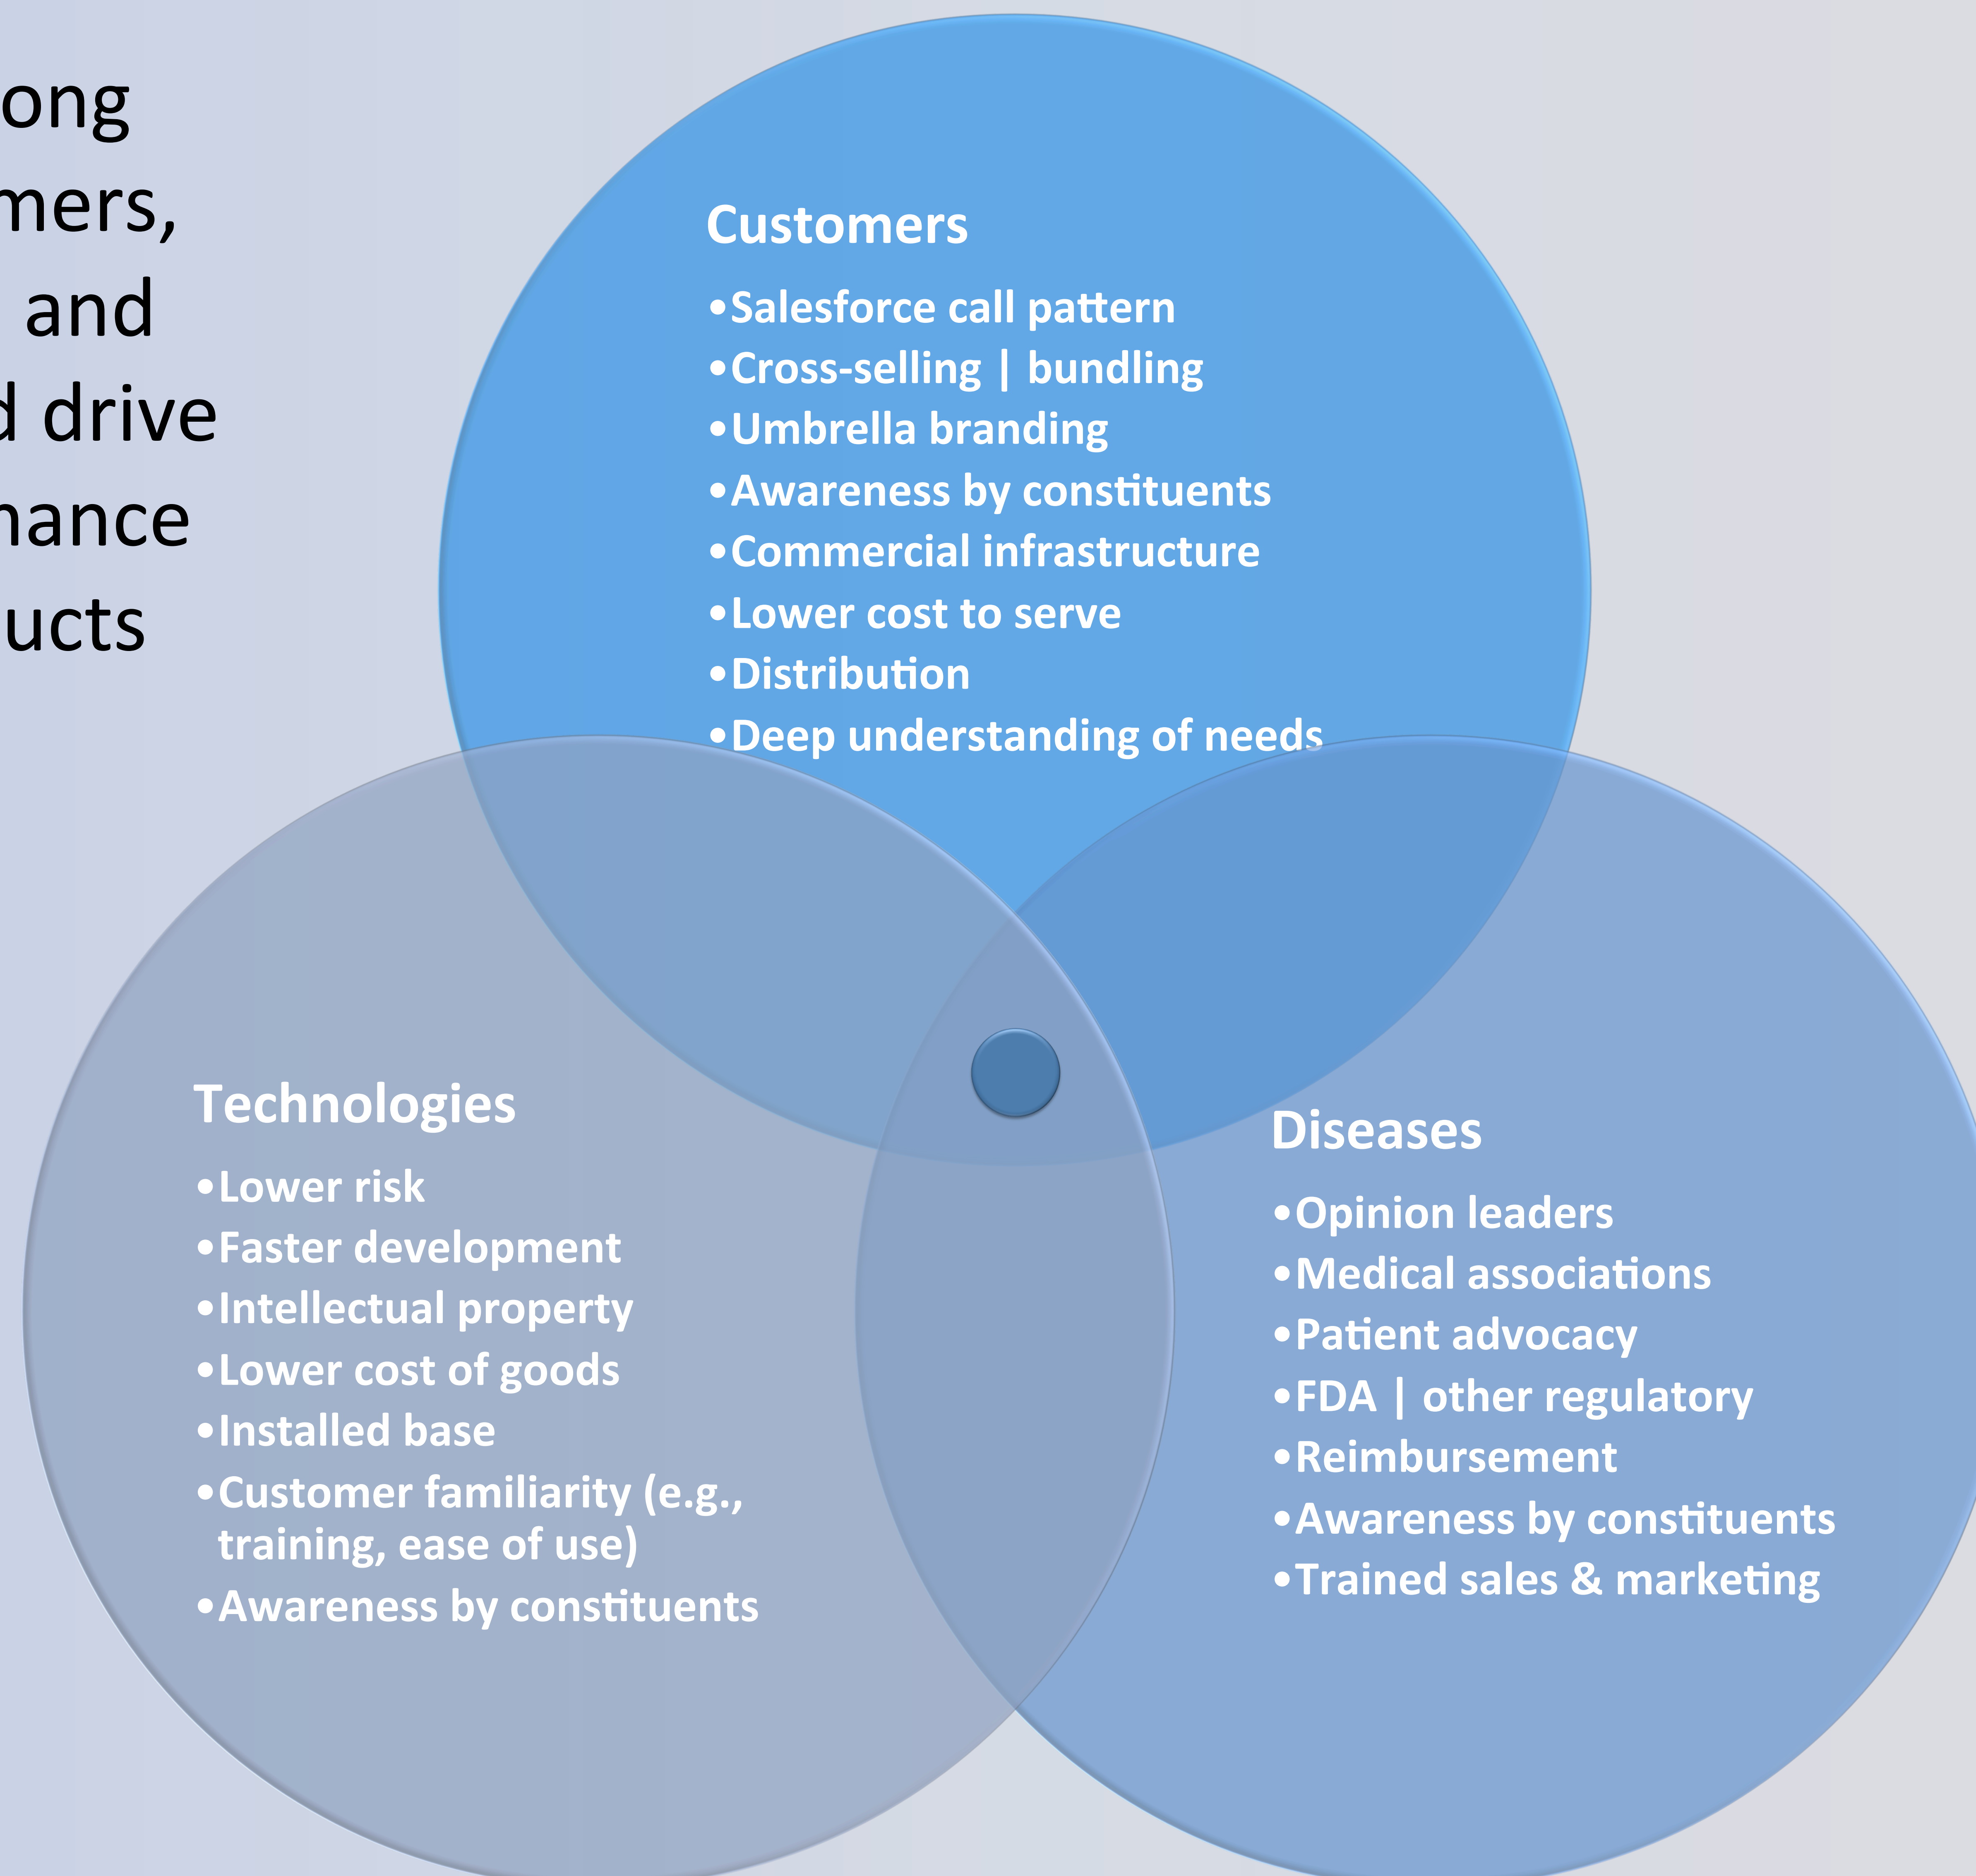 ong
mers,
and
d drive
nance
ucts
Customers
•Salesforce call pattern
•Cross-selling | bundling
•Umbrella branding
•Awareness by constituents
•Commercial infrastructure
•Lower cost to serve
•Distribution
•Deep understanding of needs
Technologies
•Lower risk
•Faster development
•Intellectual property
•Lower cost of goods
•Installed base
•Customer familiarity (e.g.,
training, ease of use)
•Awareness by constituents
Diseases
•Opinion leaders
•Medical associations
•Patient advocacy
•FDA | other regulatory
•Reimbursement
•Awareness by constituents
•Trained sales & marketing